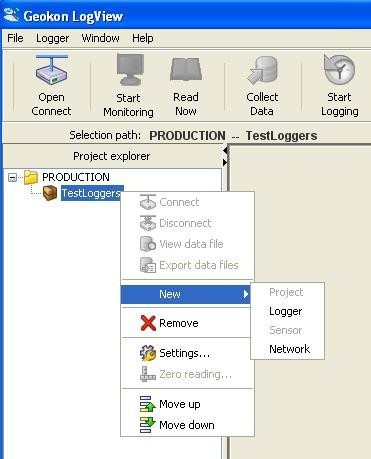 Geokon LogView
File Logger Window Help
Open Connect
Start Monitoring
Read Now
Collect Data
Start Logging
Selection path: PRODUCTION -- TestLoggers
Project explorer
PRODUCTION
TestLoggers
Connect
Disconnect
View data file
Export data files
New
Project
Logger
Sensor
Network
Remove
Settings...
Zero reading...
Move up
Move down